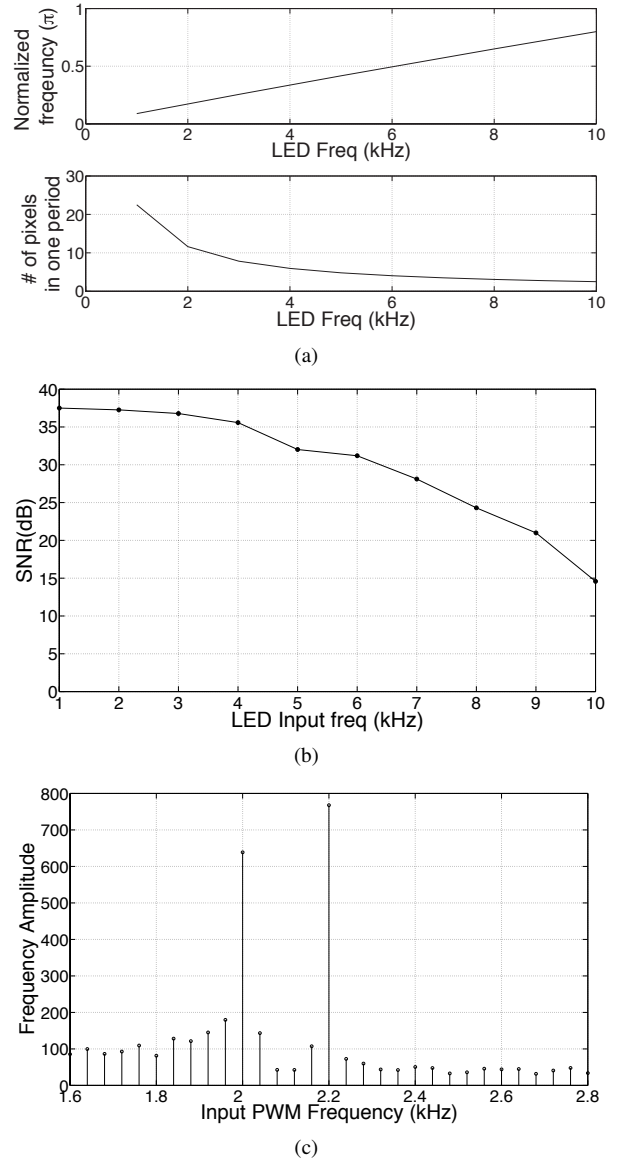 Normalized
freqeuncy (π)
1
0.5
0
0 2 4 6 8 10
LED Freq (kHz)
# of pixels
in one period
30
20
10
0
0 2 4 6 8 10
LED Freq (kHz)
(a)
SNR(dB)
40
35
30
25
20
15
10
5
0
1 2 3 4 5 6 7 8 9 10
LED Input freq (kHz)
(b)
Frequency Amplitude
800
700
600
500
400
300
200
100
0
1.6 1.8 2 2.2 2.4 2.6 2.8
Input PWM Frequency (kHz)
(c)